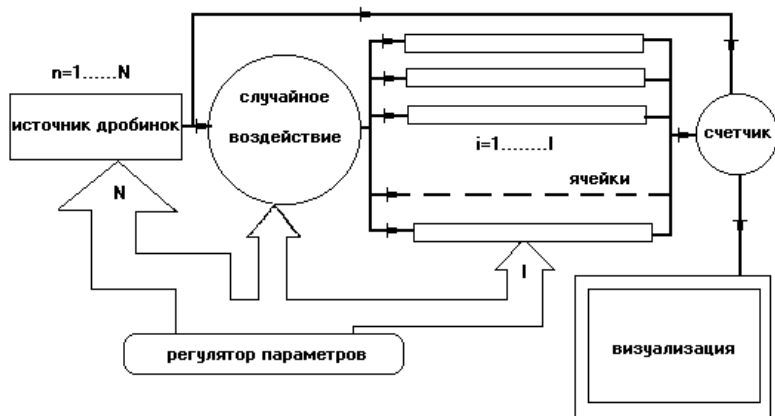 n=1......N
источник дробинок
случайное
воздействие
i=1........I
ячейки
счетчик
N
I
регулятор параметров
визуализация